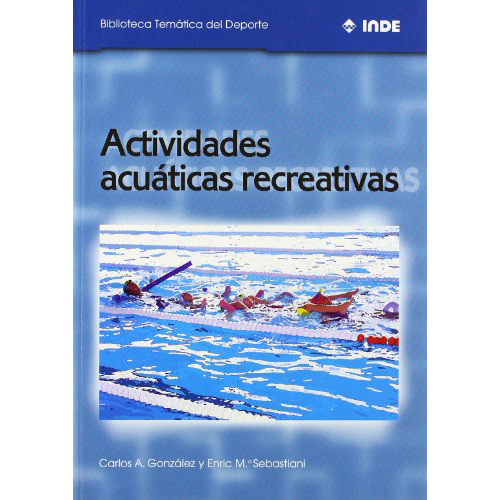 Biblioteca Temática del Deporte
INDE
Actividades
acuáticas recreativas
Carlos A. González y Enric M.ª Sebastiani